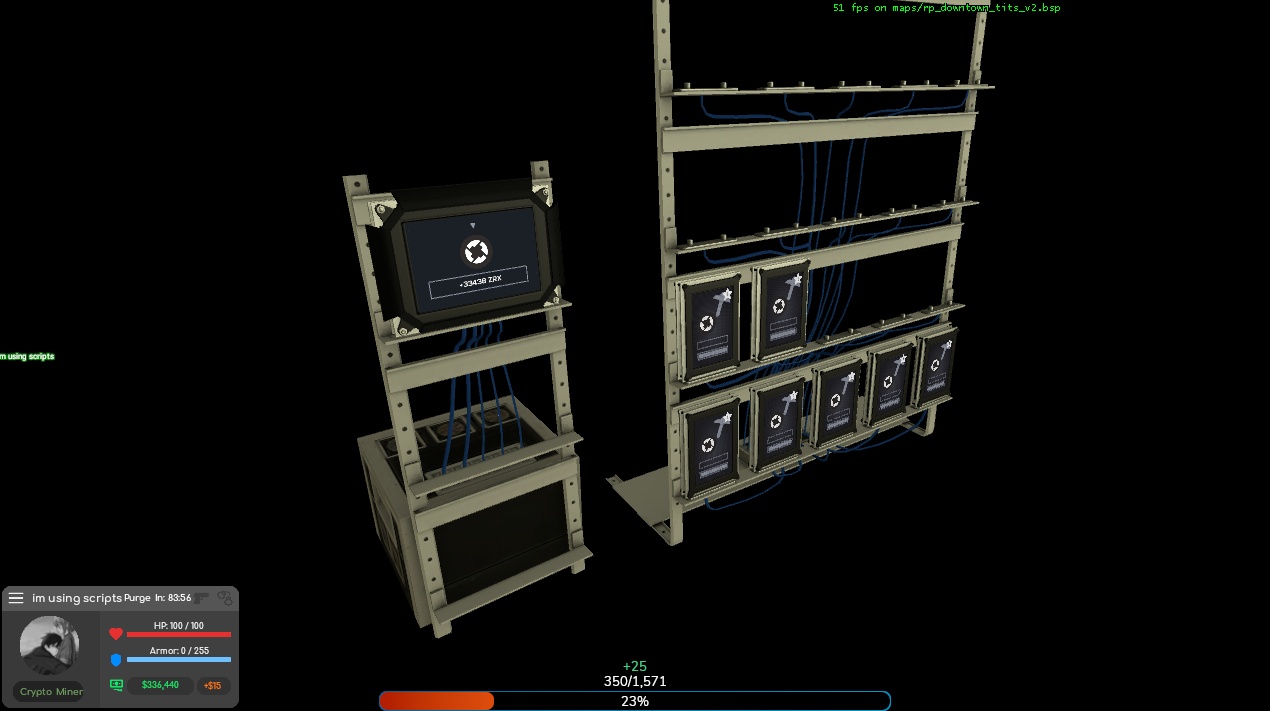 51 fps on maps/rp_downtown_tits_v2.bsp
+33438 ZRX
m using scripts
im using scripts Purge In: 83:56
HP: 100 / 100
Armor: 0 / 255
$336,440 +$15
Crypto Miner
+25
350/1,571
23%